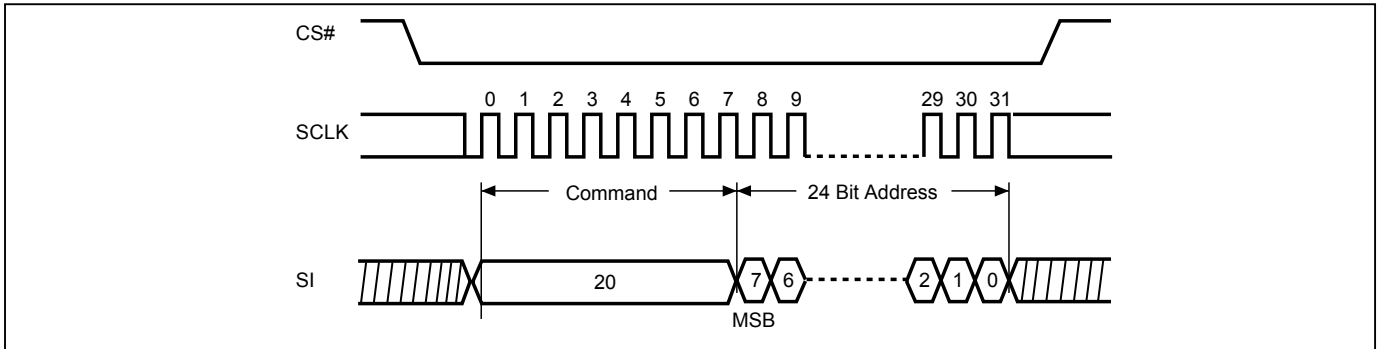 CS#
0 1 2 3 4 5 6 7 8 9 29 30 31
SCLK
Command 24 Bit Address
SI 20 7 6 2 1 0
MSB